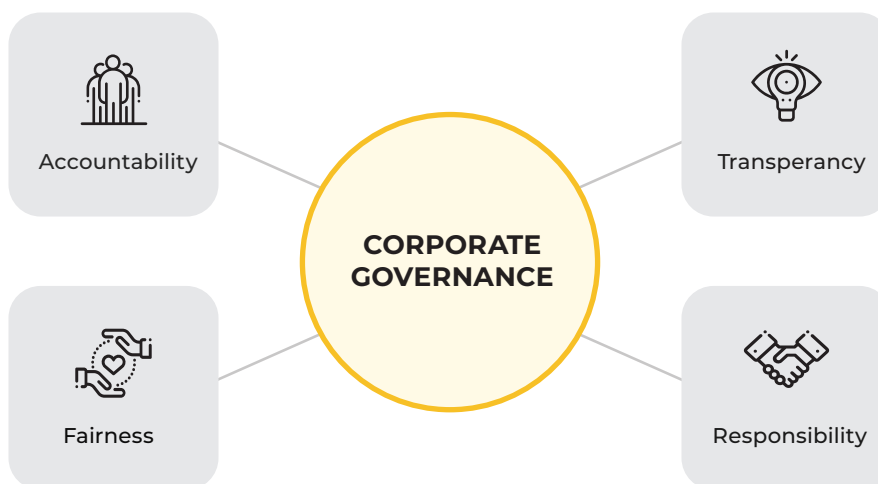 Accountability
Transperancy
CORPORATE
GOVERNANCE
Fairness
Responsibility